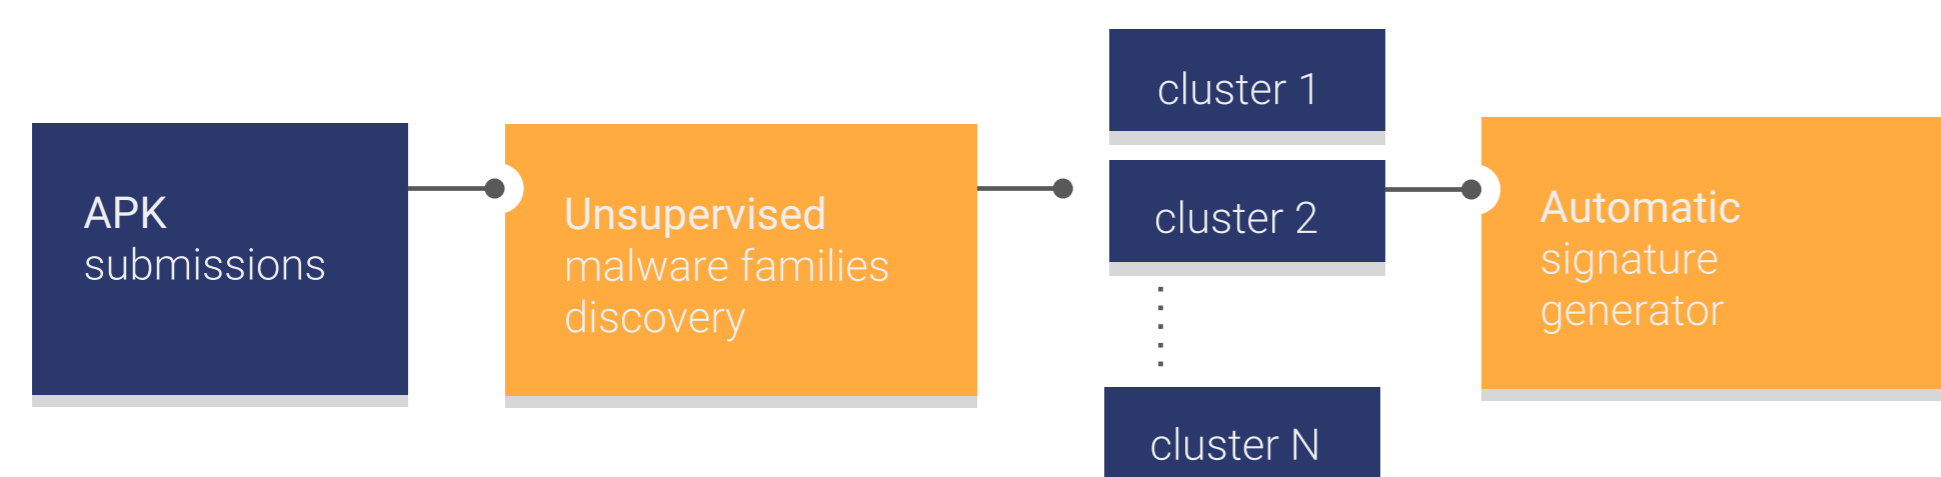 APK
submissions
Unsupervised
malware families
discovery
cluster 1
cluster 2
cluster N
Automatic
signature
generator